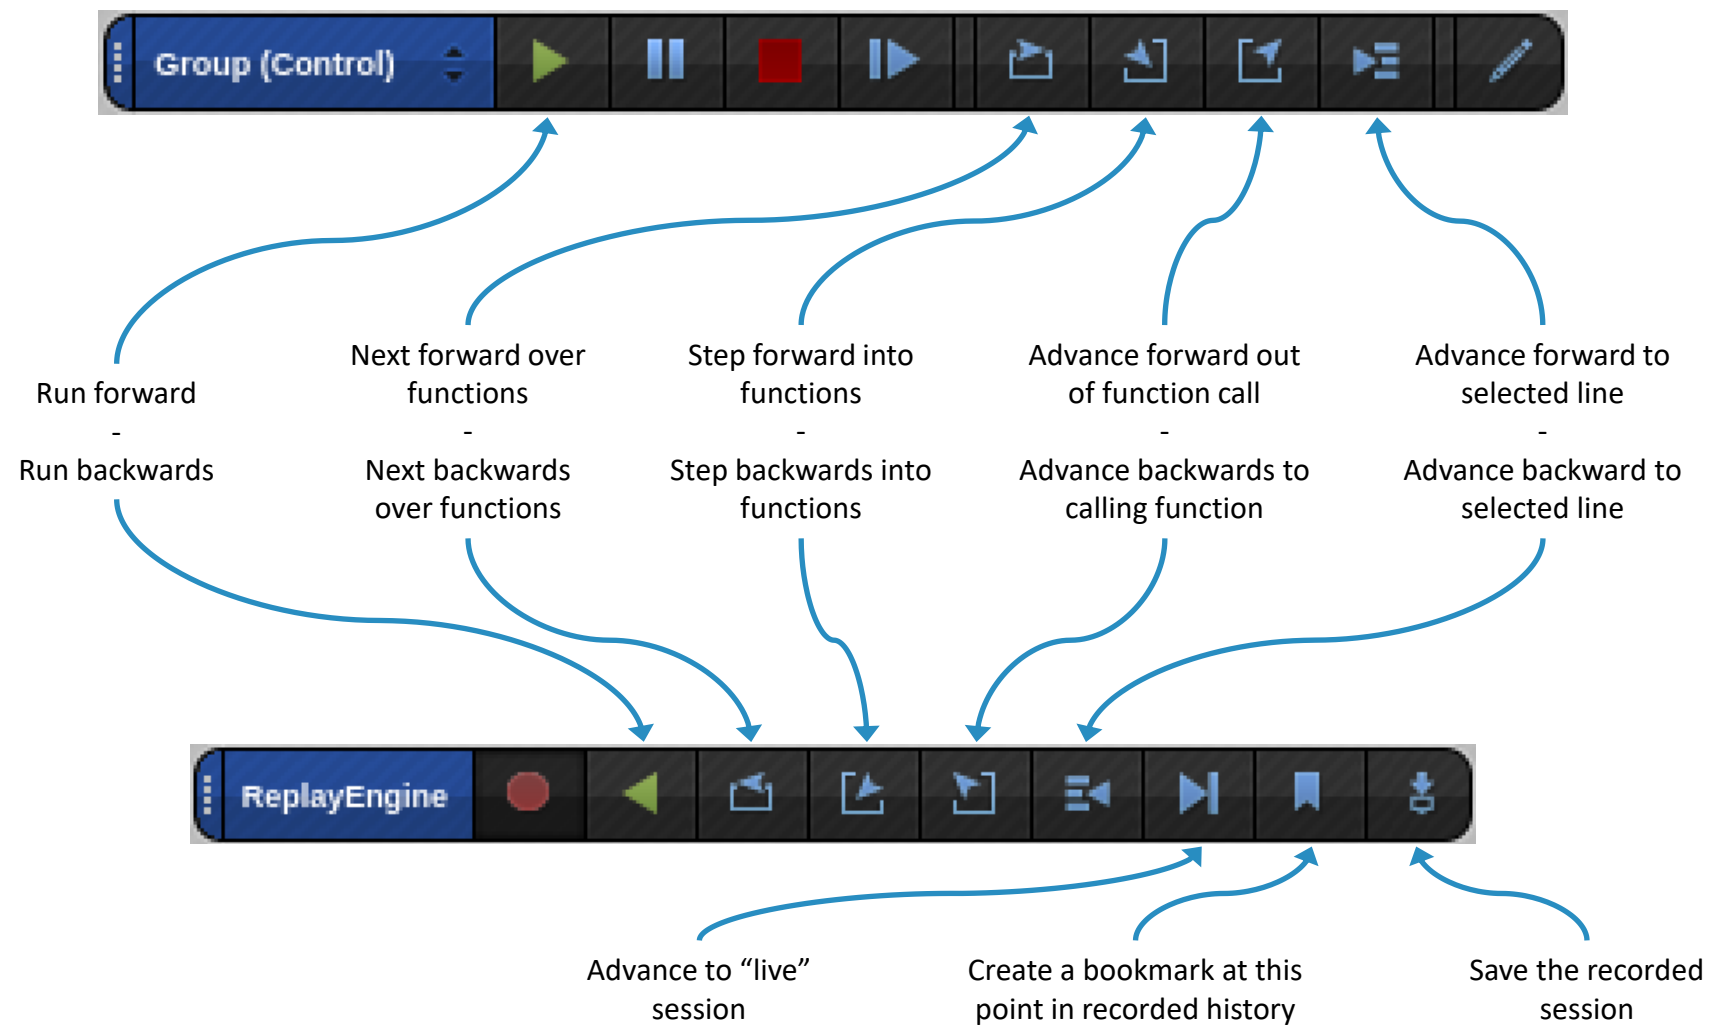 Group (Control)
Run forward
-
Run backwards
Next forward over
functions
-
Next backwards
over functions
Step forward into
functions
-
Step backwards into
functions
Advance forward out
of function call
-
Advance backwards to
calling function
Advance forward to
selected line
-
Advance backward to
selected line
ReplayEngine
Advance to “live”
session
Create a bookmark at this
point in recorded history
Save the recorded
session